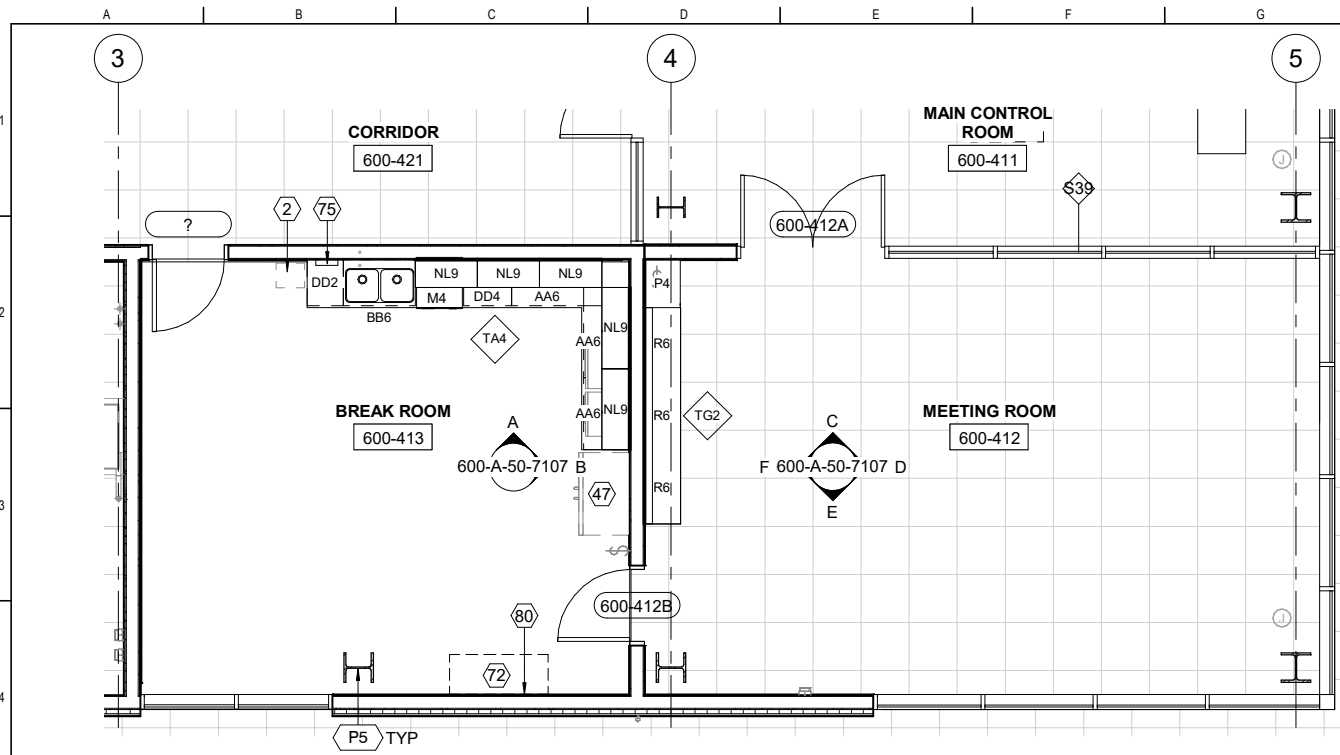 A B C D E F G
3 4 5
1
CORRIDOR
600-421
MAIN CONTROL
ROOM
600-411
J
S39
2 75
?
600-412A
DD2
NL9 NL9 NL9
M4 DD4 AA6
BB6
P4
2
TA4
AA6 NL9
R6
AA6 NL9
R6
TG2
BREAK ROOM
600-413
MEETING ROOM
600-412
A
600-A-50-7107 B
C
F 600-A-50-7107 D
E
47
R6
3
S
600-412B
80
J
72
4
P5 TYP